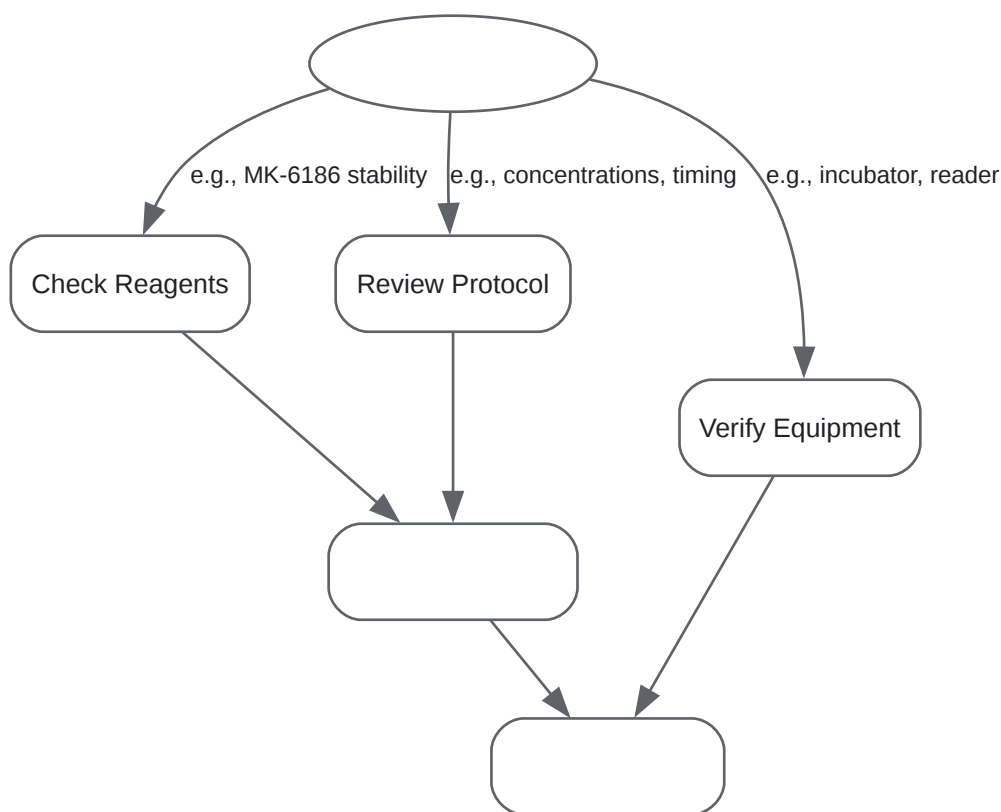 e.g., MK-6186 stability
e.g., concentrations, timing
e.g., incubator, reader
Check Reagents
Review Protocol
Verify Equipment